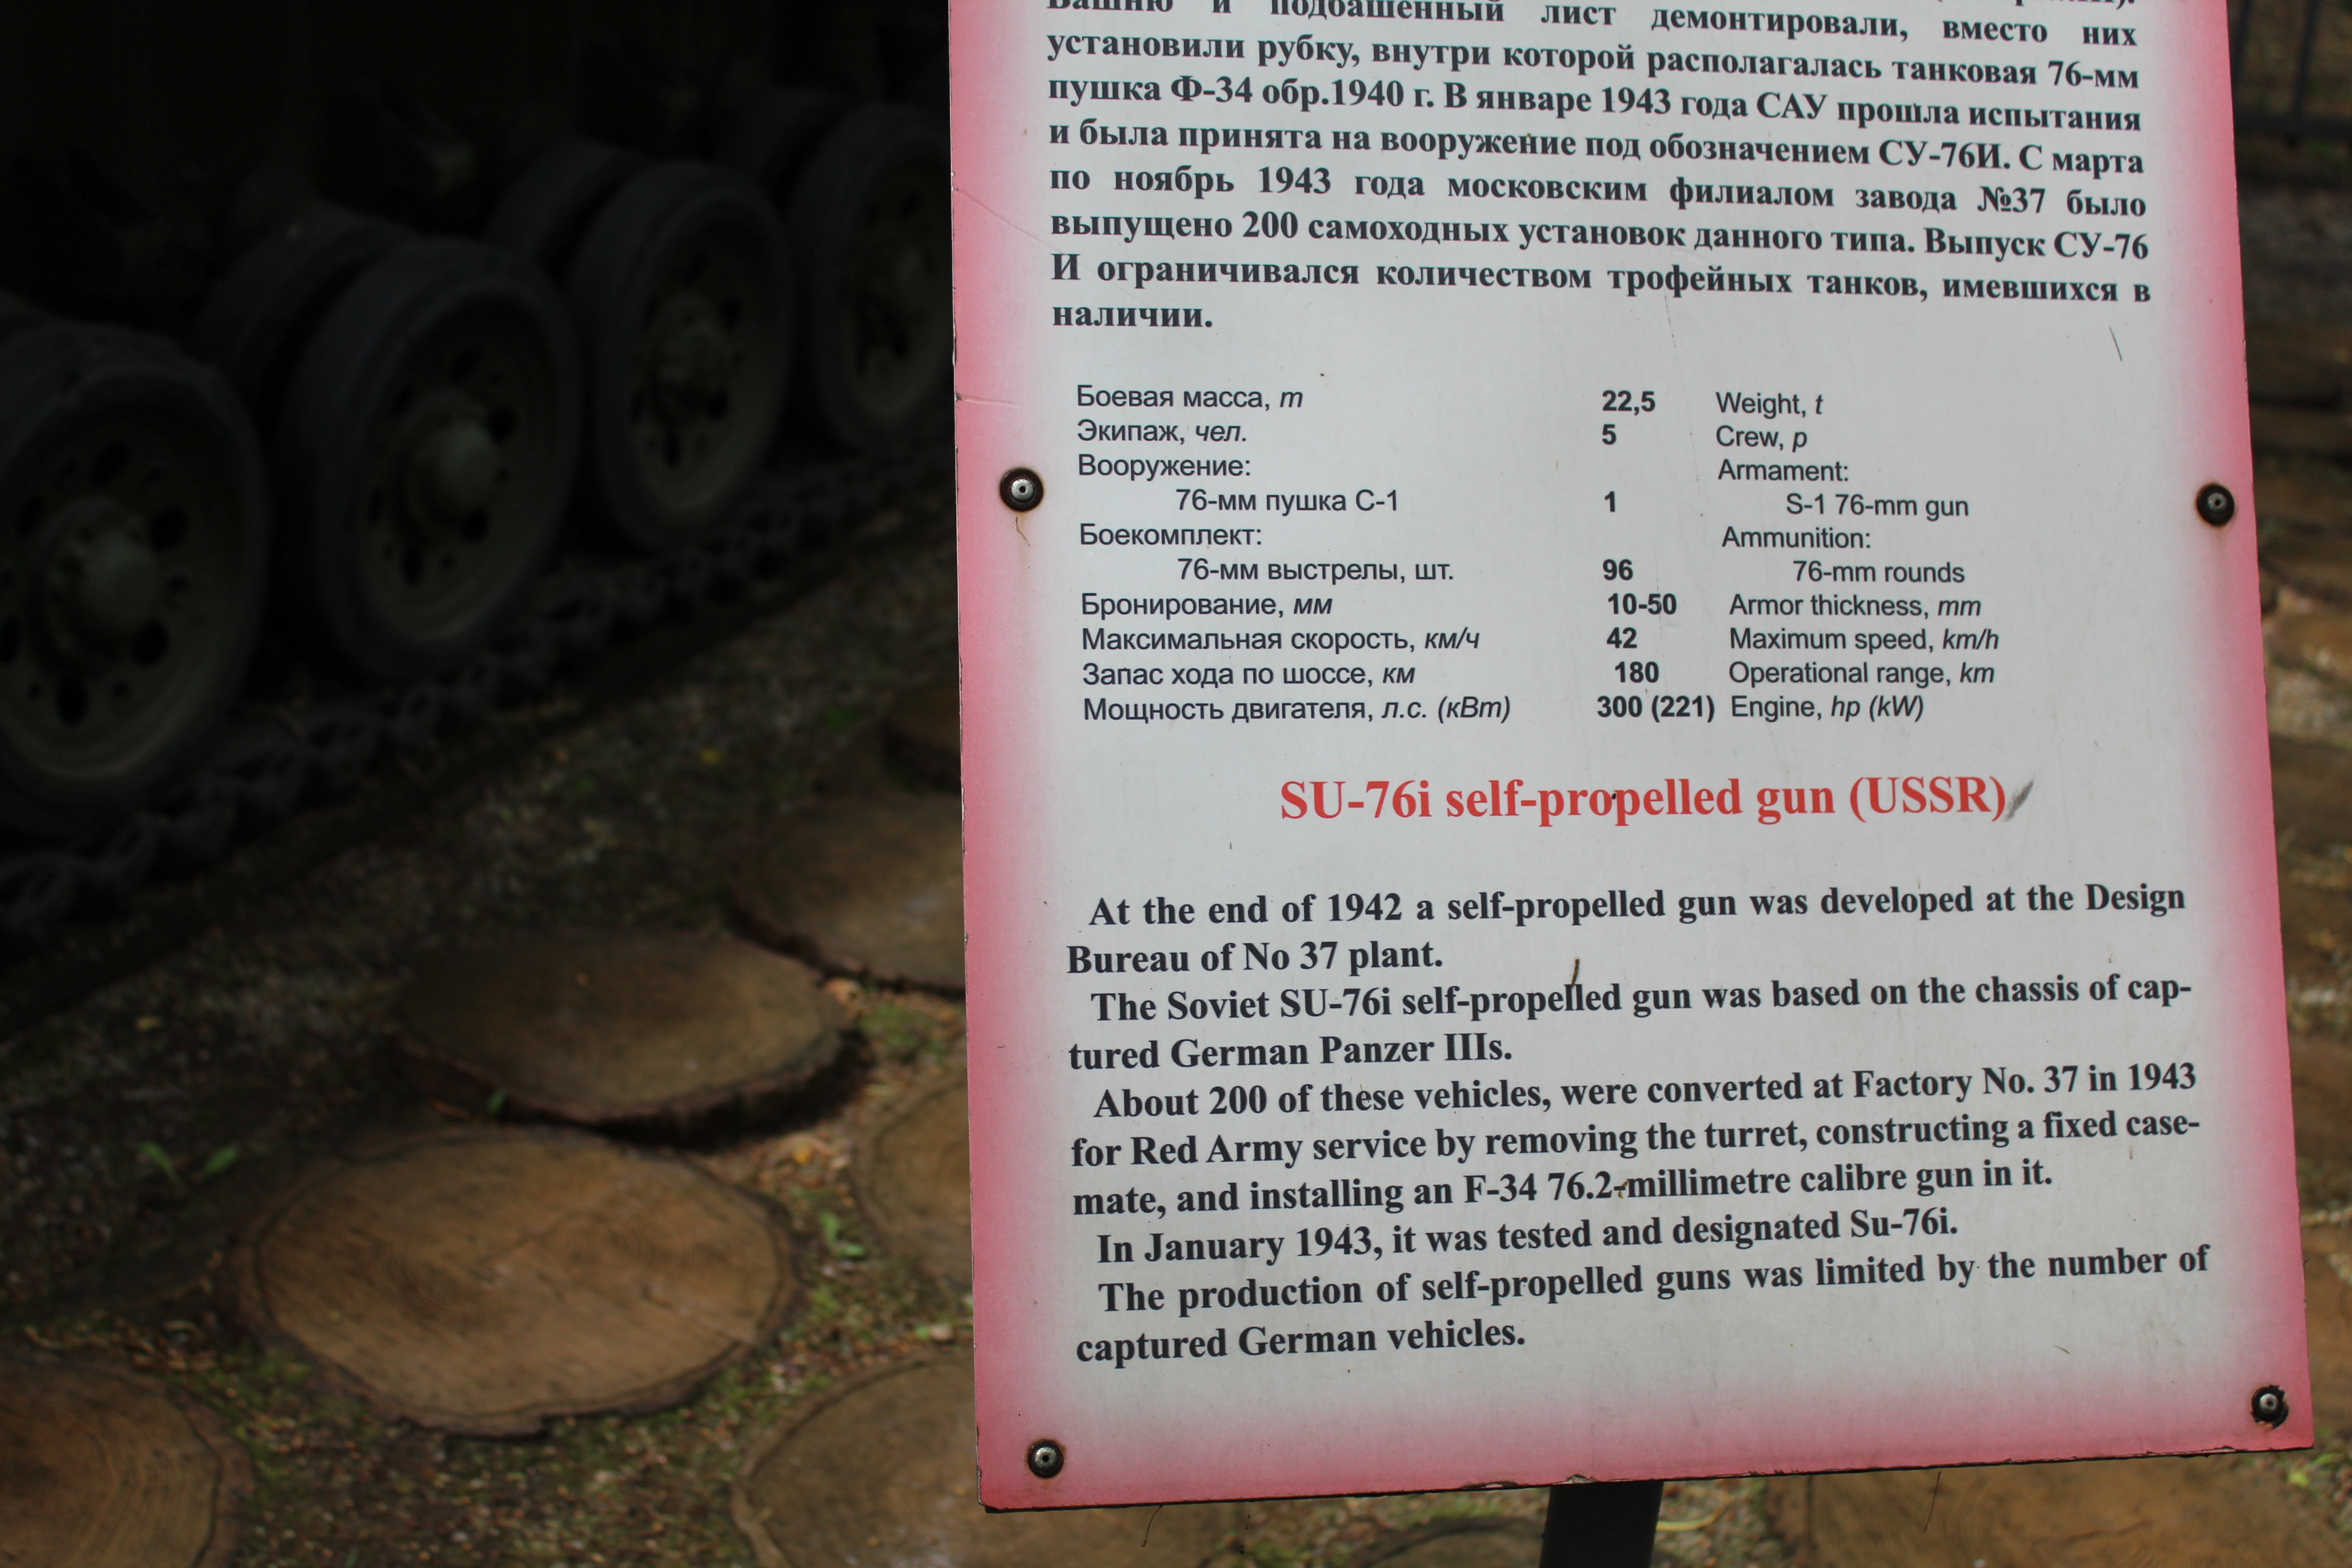 Башню и подбашенный лист демонтировали, вместо них
установили рубку, внутри которой располагалась танковая 76-мм
пушка Ф-34 обр.1940 г. В январе 1943 года САУ прошла испытания
и была принята на вооружение под обозначением СУ-76И. С марта
по ноябрь 1943 года московским филиалом завода №37 было
выпущено 200 самоходных установок данного типа. Выпуск СУ-76
И ограничивался количеством трофейных танков, имевшихся в
наличии.
Боевая масса, т 22,5 Weight, t
Экипаж, чел. 5 Crew, p
Вооружение: Armament:
76-мм пушка С-1 1 S-1 76-mm gun
Боекомплект: Ammunition:
76-мм выстрелы, шт. 96 76-mm rounds
Бронирование, мм 10-50 Armor thickness, mm
Максимальная скорость, км/ч 42 Maximum speed, km/h
Запас хода по шоссе, км 180 Operational range, km
Мощность двигателя, л.с. (кВт) 300 (221) Engine, hp (kW)
SU-76i self-propelled gun (USSR)
At the end of 1942 a self-propelled gun was developed at the Design
Bureau of No 37 plant.
The Soviet SU-76i self-propelled gun was based on the chassis of cap-
tured German Panzer IIIs.
About 200 of these vehicles, were converted at Factory No. 37 in 1943
for Red Army service by removing the turret, constructing a fixed case-
mate, and installing an F-34 76.2-millimetre calibre gun in it.
In January 1943, it was tested and designated Su-76i.
The production of self-propelled guns was limited by the number of
captured German vehicles.